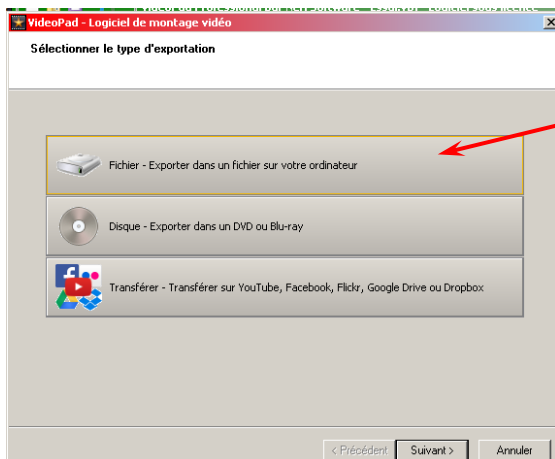 VideoPad - Logiciel de montage vidéo
Sélectionner le type d'exportation
Fichier - Exporter dans un fichier sur votre ordinateur
Disque - Exporter dans un DVD ou Blu-ray
Transférer - Transférer sur YouTube, Facebook, Flickr, Google Drive ou Dropbox
< Précédent Suivant > Annuler